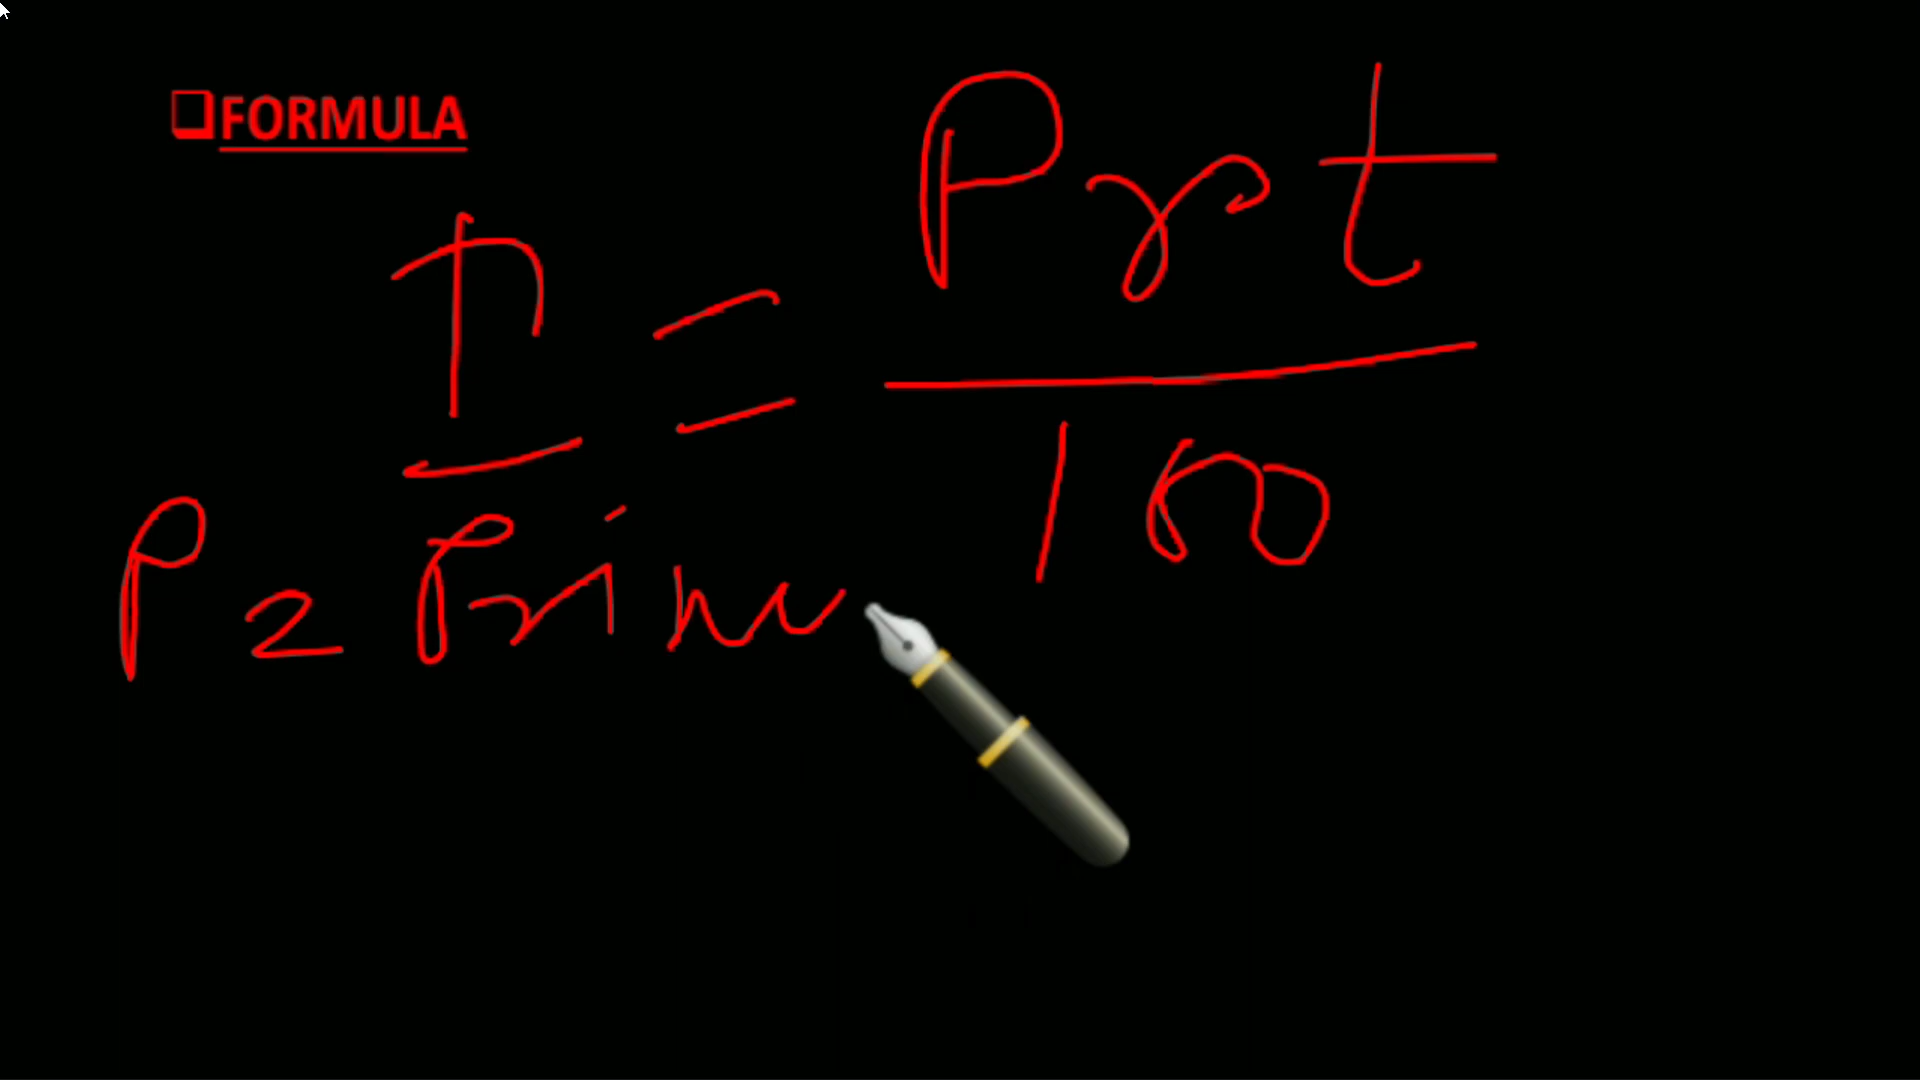 FORMULA
I = Prt
100
P = Princ